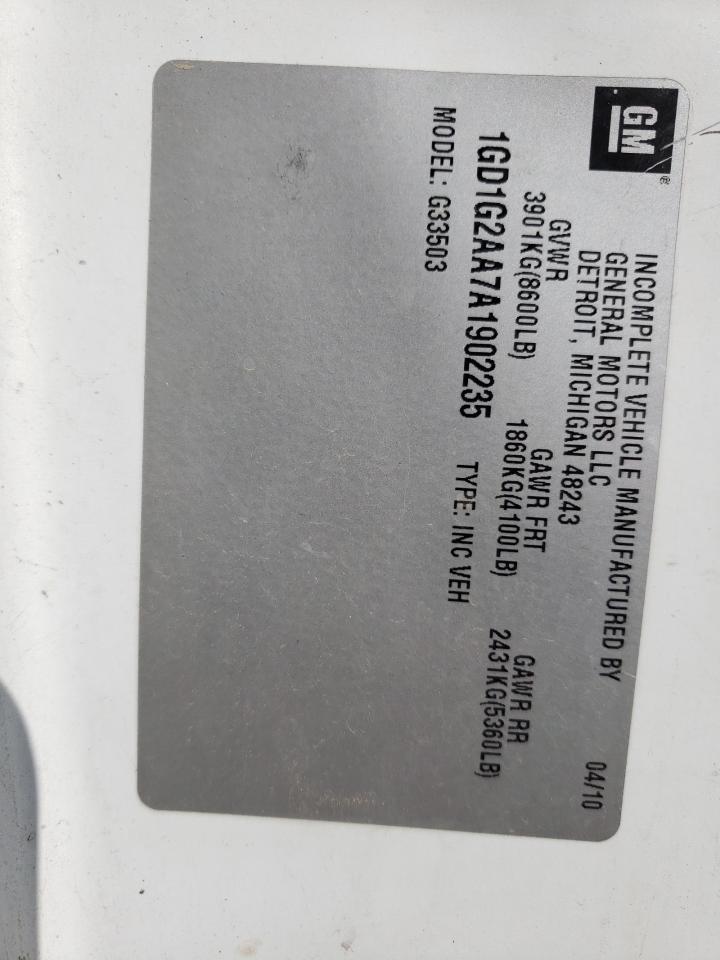 GM®
INCOMPLETE VEHICLE MANUFACTURED BY
GENERAL MOTORS LLC 04/10
DETROIT, MICHIGAN 48243
GVWR GAWR FRT GAWR RR
3901KG(8600LB) 1860KG(4100LB) 2431KG(5360LB)
1GD1G2AA7A1902235 TYPE: INC VEH
MODEL: G33503